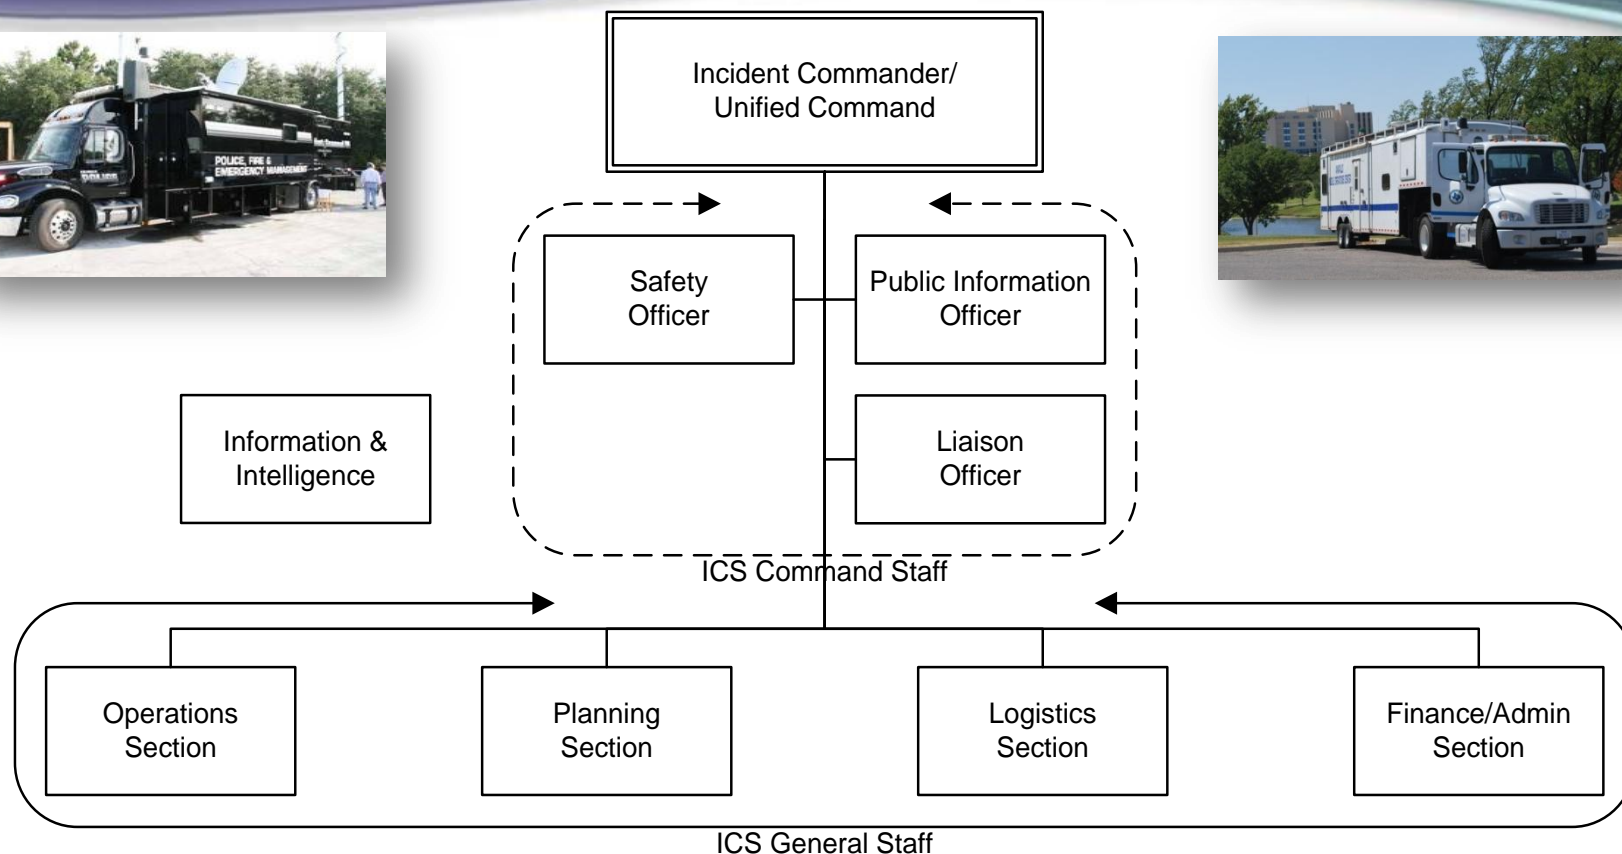 Incident Commander/
Unified Command
POLICE, FIRE &
EMERGENCY MANAGEMENT
POLICE
Safety
Officer
Public Information
Officer
Information &
Intelligence
Liaison
Officer
ICS Command Staff
Operations
Section
Planning
Section
Logistics
Section
Finance/Admin
Section
ICS General Staff